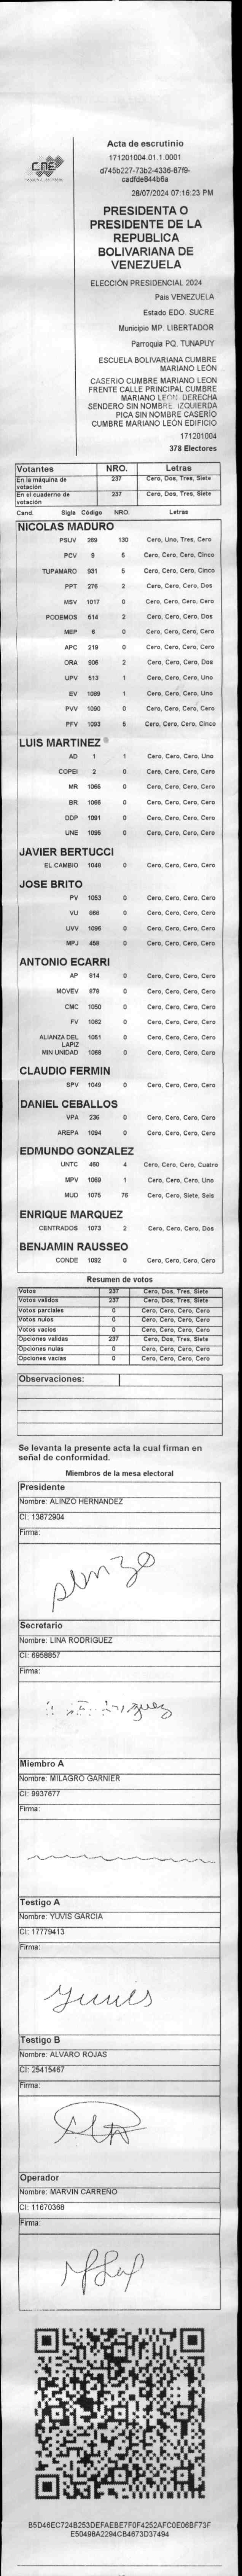 CNE
Acta de escrutinio
171201004.01.1.0001
d745b227-73b2-4336-87f9-
cadfde844b6a
28/07/2024 07:16:23 PM
PRESIDENTA O
PRESIDENTE DE LA
REPUBLICA
BOLIVARIANA DE
VENEZUELA
ELECCIÓN PRESIDENCIAL 2024
Pais VENEZUELA
Estado EDO. SUCRE
Municipio MP. LIBERTADOR
Parroquia PQ. TUNAPUY
ESCUELA BOLIVARIANA CUMBRE
MARIANO LEÓN
CASERIO CUMBRE MARIANO LEON
FRENTE CALLE PRINCIPAL CUMBRE
MARIANO LEON. DERECHA
SENDERO SIN NOMBRE. IZQUIERDA
PICA SIN NOMBRE CASERIO
CUMBRE MARIANO LEÓN EDIFICIO
171201004
378 Electores
Votantes NRO. Letras
En la máquina de votación 237 Cero, Dos, Tres, Siete
En el cuaderno de votación 237 Cero, Dos, Tres, Siete
Cand. Sigla Código NRO. Letras
NICOLAS MADURO
PSUV 269 130 Cero, Uno, Tres, Cero
PCV 9 5 Cero, Cero, Cero, Cinco
TUPAMARO 931 5 Cero, Cero, Cero, Cinco
PPT 276 2 Cero, Cero, Cero, Dos
MSV 1017 0 Cero, Cero, Cero, Cero
PODEMOS 514 2 Cero, Cero, Cero, Dos
MEP 6 0 Cero, Cero, Cero, Cero
APC 219 0 Cero, Cero, Cero, Cero
ORA 906 2 Cero, Cero, Cero, Dos
UPV 513 1 Cero, Cero, Cero, Uno
EV 1089 1 Cero, Cero, Cero, Uno
PVV 1090 0 Cero, Cero, Cero, Cero
PFV 1093 5 Cero, Cero, Cero, Cinco
LUIS MARTINEZ
AD 1 1 Cero, Cero, Cero, Uno
COPEI 2 0 Cero, Cero, Cero, Cero
MR 1065 0 Cero, Cero, Cero, Cero
BR 1066 0 Cero, Cero, Cero, Cero
DDP 1091 0 Cero, Cero, Cero, Cero
UNE 1095 0 Cero, Cero, Cero, Cero
JAVIER BERTUCCI
EL CAMBIO 1048 0 Cero, Cero, Cero, Cero
JOSE BRITO
PV 1053 0 Cero, Cero, Cero, Cero
VU 868 0 Cero, Cero, Cero, Cero
UVV 1096 0 Cero, Cero, Cero, Cero
MPJ 458 0 Cero, Cero, Cero, Cero
ANTONIO ECARRI
AP 814 0 Cero, Cero, Cero, Cero
MOVEV 878 0 Cero, Cero, Cero, Cero
CMC 1050 0 Cero, Cero, Cero, Cero
FV 1062 0 Cero, Cero, Cero, Cero
ALIANZA DEL LAPIZ 1051 0 Cero, Cero, Cero, Cero
MIN UNIDAD 1068 0 Cero, Cero, Cero, Cero
CLAUDIO FERMIN
SPV 1049 0 Cero, Cero, Cero, Cero
DANIEL CEBALLOS
VPA 236 0 Cero, Cero, Cero, Cero
AREPA 1094 0 Cero, Cero, Cero, Cero
EDMUNDO GONZALEZ
UNTC 460 4 Cero, Cero, Cero, Cuatro
MPV 1069 1 Cero, Cero, Cero, Uno
MUD 1075 76 Cero, Cero, Siete, Seis
ENRIQUE MARQUEZ
CENTRADOS 1073 2 Cero, Cero, Cero, Dos
BENJAMIN RAUSSEO
CONDE 1092 0 Cero, Cero, Cero, Cero
Resumen de votos
Votos 237 Cero, Dos, Tres, Siete
Votos validos 237 Cero, Dos, Tres, Siete
Votos parciales 0 Cero, Cero, Cero, Cero
Votos nulos 0 Cero, Cero, Cero, Cero
Votos vacios 0 Cero, Cero, Cero, Cero
Opciones validas 237 Cero, Dos, Tres, Siete
Opciones nulas 0 Cero, Cero, Cero, Cero
Opciones vacias 0 Cero, Cero, Cero, Cero
Observaciones:
Se levanta la presente acta la cual firman en
señal de conformidad.
Miembros de la mesa electoral
Presidente
Nombre: ALINZO HERNANDEZ
CI: 13872904
Firma:
Alinzo
Secretario
Nombre: LINA RODRIGUEZ
CI: 6958857
Firma:
Miembro A
Nombre: MILAGRO GARNIER
CI: 9937677
Firma:
Testigo A
Nombre: YUVIS GARCIA
CI: 17779413
Firma:
Testigo B
Nombre: ALVARO ROJAS
CI: 25415467
Firma:
Operador
Nombre: MARVIN CARREÑO
CI: 11670368
Firma:
B5D46EC724B253DEFAEBE7F0F4252AFC0E06BF73F
E50498A2294CB4673D37494